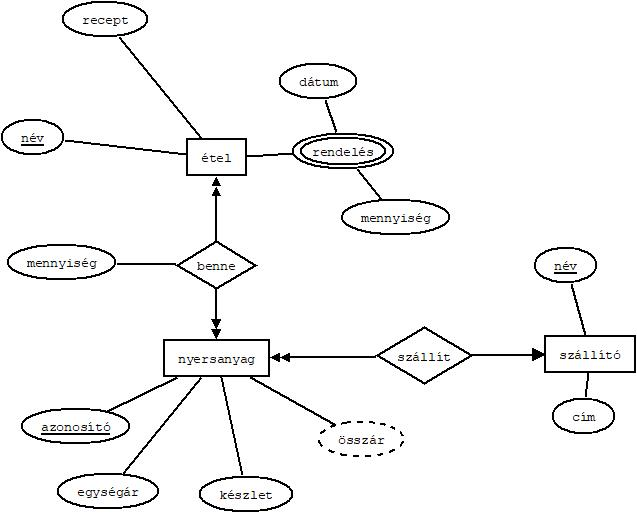 recept
dátum
név
étel
rendelés
mennyiség
mennyiség
benne
név
nyersanyag
szállít
szállító
azonosító
összár
cím
egységár
készlet